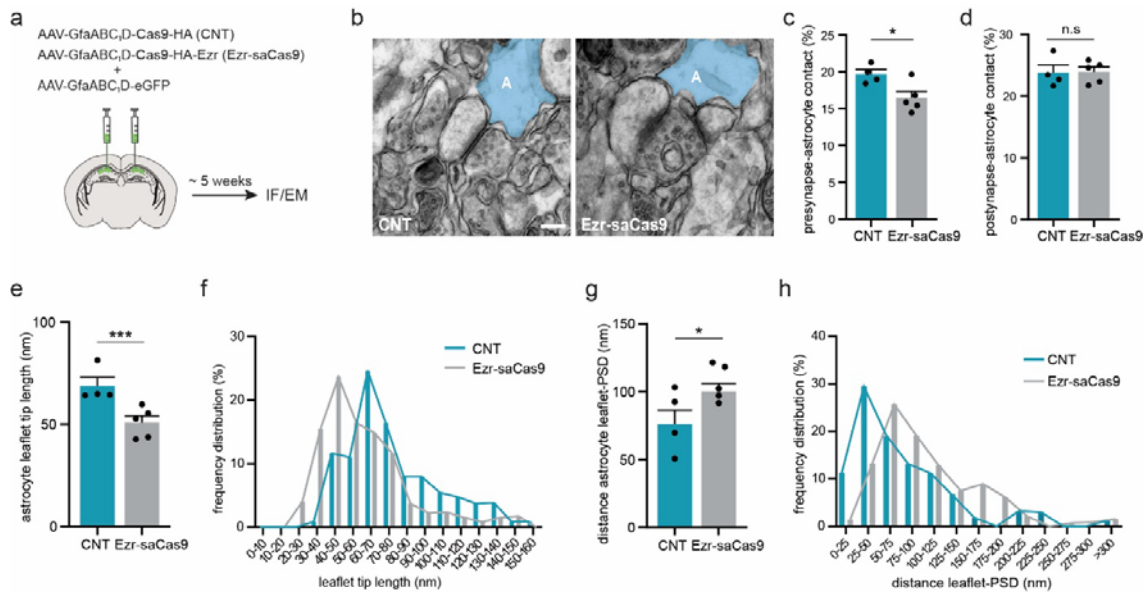 a
AAV-GfaABC₁D-Cas9-HA (CNT)
AAV-GfaABC₁D-Cas9-HA-Ezr (Ezr-saCas9)
+
AAV-GfaABC₁D-eGFP
~ 5 weeks
IF/EM
b
A
CNT
A
Ezr-saCas9
c
presynapse-astrocyte contact (%)
25
20
15
10
5
0
*
CNT Ezr-saCas9
d
postynapse-astrocyte contact (%)
30
20
10
0
n.s
CNT Ezr-saCas9
e
astrocyte leaflet tip length (nm)
100
50
0
***
CNT Ezr-saCas9
f
frequency distribution (%)
30
20
10
0
CNT
Ezr-saCas9
0-10
10-20
20-30
30-40
40-50
50-60
60-70
70-80
80-90
90-100
100-110
110-120
120-130
130-140
140-150
150-160
leaflet tip length (nm)
g
distance astrocyte leaflet-PSD (nm)
150
100
50
0
*
CNT Ezr-saCas9
h
frequency distribution (%)
40
30
20
10
0
CNT
Ezr-saCas9
0-25
25-50
50-75
75-100
100-125
125-150
150-175
175-200
200-225
225-250
250-275
275-300
>300
distance leaflet-PSD (nm)